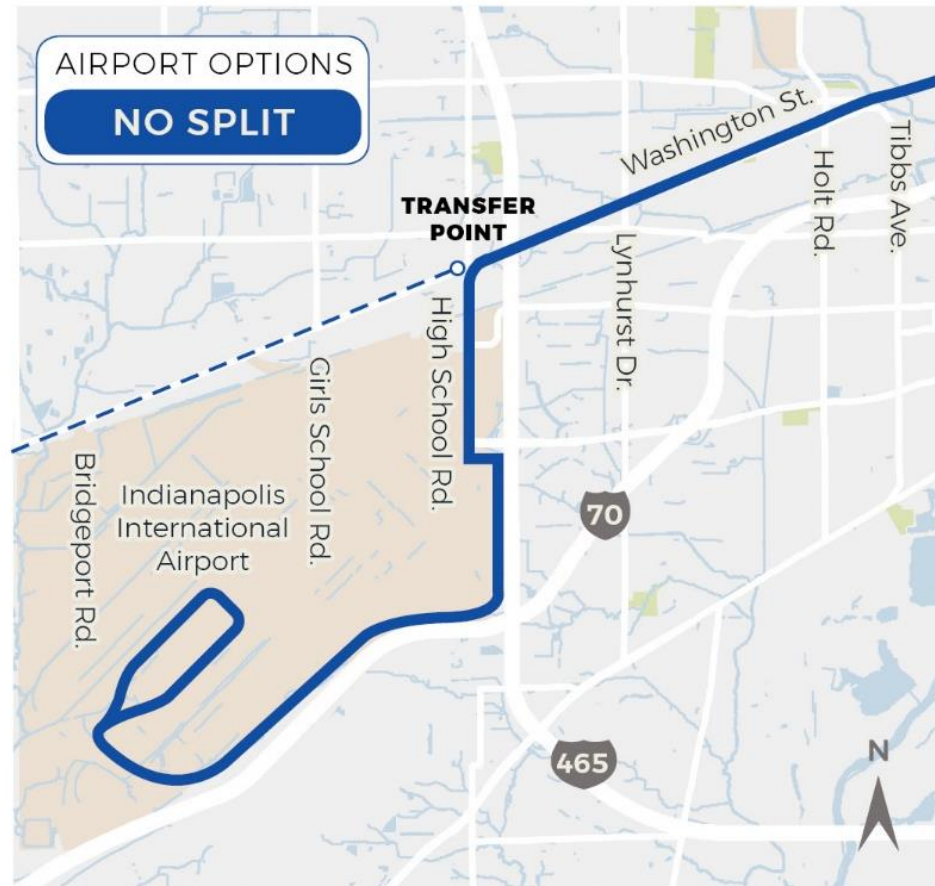 AIRPORT OPTIONS
NO SPLIT
Washington St.
Tibbs Ave.
Holt Rd.
TRANSFER
POINT
Lynhurst Dr.
High School Rd.
Girls School Rd.
Bridgeport Rd.
Indianapolis
International
Airport
70
465
N